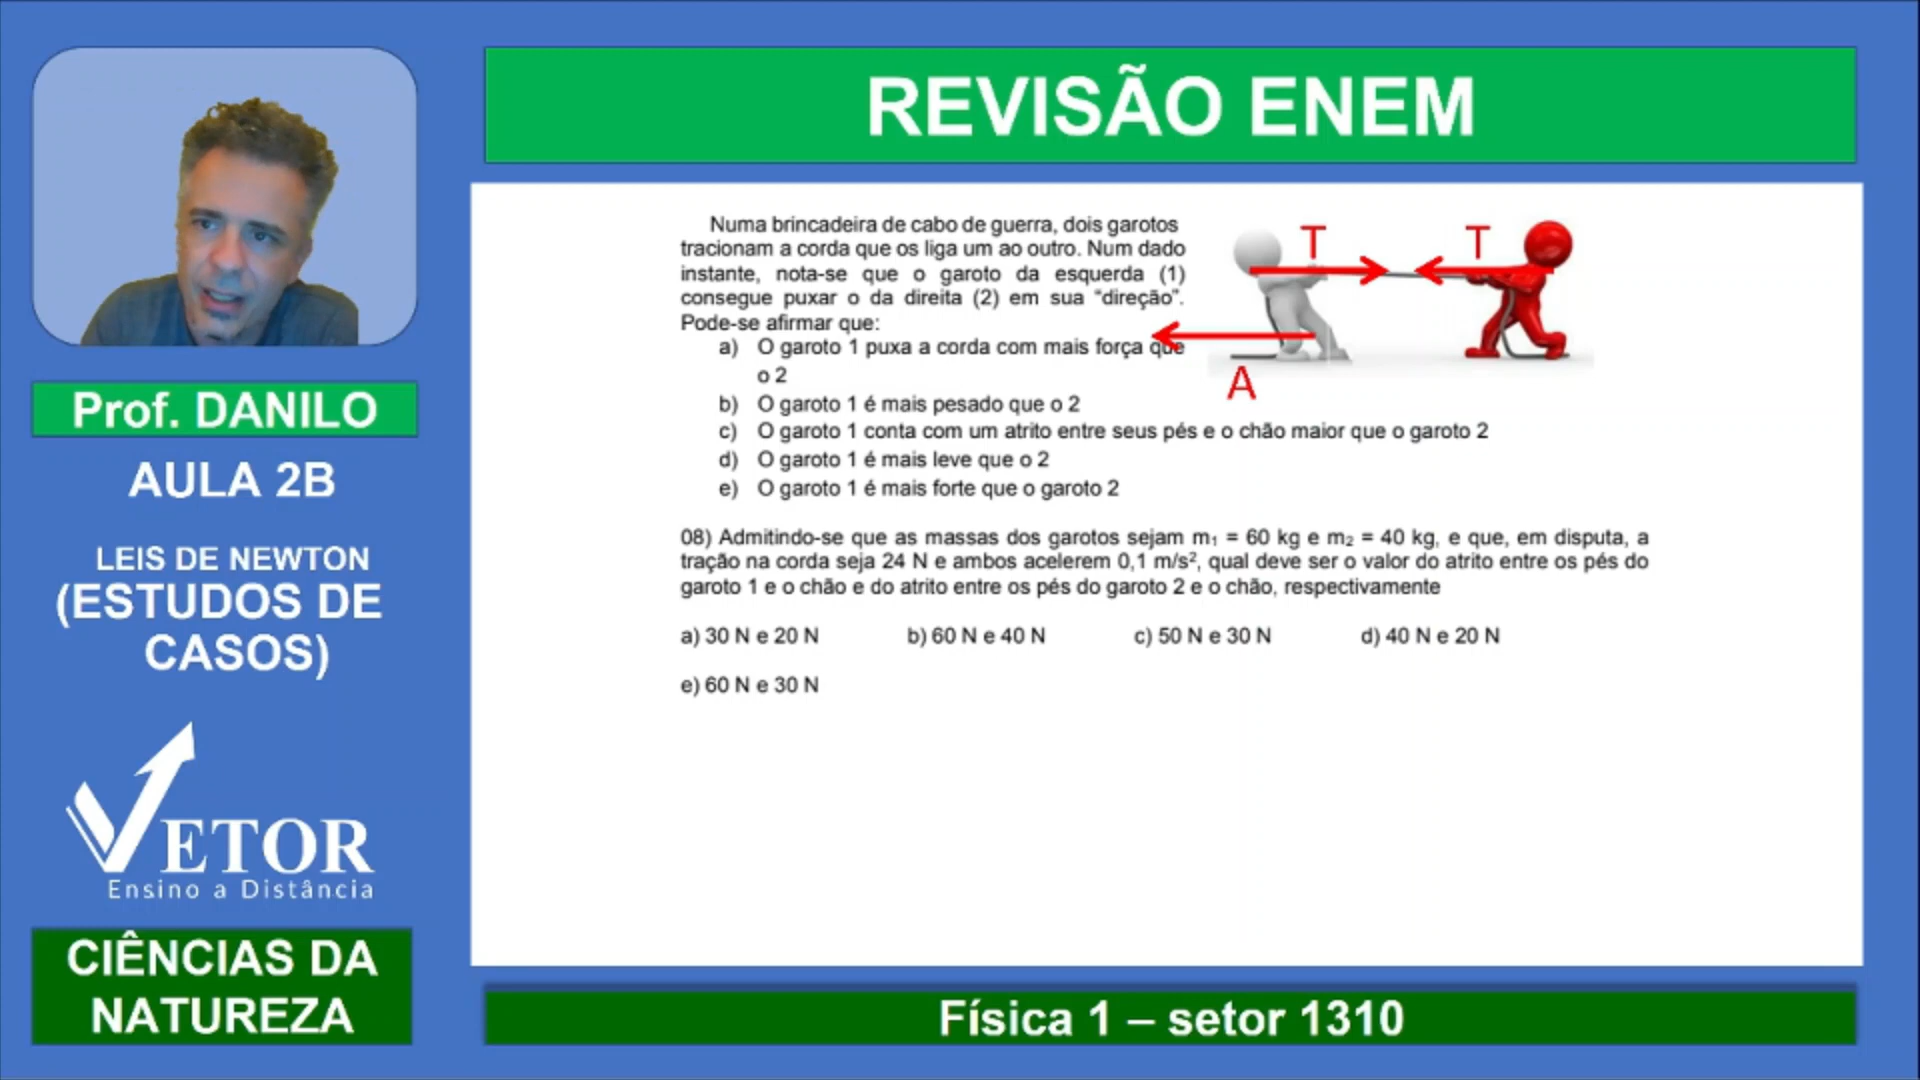 REVISÃO ENEM
Prof. DANILO
AULA 2B
LEIS DE NEWTON
(ESTUDOS DE
CASOS)
VETOR
Ensino a Distância
CIÊNCIAS DA
NATUREZA
Numa brincadeira de cabo de guerra, dois garotos
tracionam a corda que os liga um ao outro. Num dado
instante, nota-se que o garoto da esquerda (1)
consegue puxar o da direita (2) em sua “direção”.
Pode-se afirmar que:
a) O garoto 1 puxa a corda com mais força que
o 2
b) O garoto 1 é mais pesado que o 2
c) O garoto 1 conta com um atrito entre seus pés e o chão maior que o garoto 2
d) O garoto 1 é mais leve que o 2
e) O garoto 1 é mais forte que o garoto 2
T
T
A
08) Admitindo-se que as massas dos garotos sejam m₁ = 60 kg e m₂ = 40 kg, e que, em disputa, a
tração na corda seja 24 N e ambos acelerem 0,1 m/s², qual deve ser o valor do atrito entre os pés do
garoto 1 e o chão e do atrito entre os pés do garoto 2 e o chão, respectivamente
a) 30 N e 20 N b) 60 N e 40 N c) 50 N e 30 N d) 40 N e 20 N
e) 60 N e 30 N
Física 1 – setor 1310